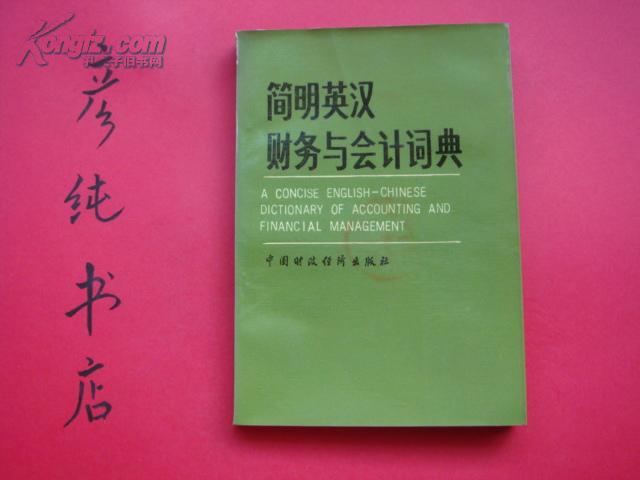 Kongfz.com
孔夫子旧书网
彦
纯
书
店
简明英汉
财务与会计词典
A CONCISE ENGLISH-CHINESE
DICTIONARY OF ACCOUNTING AND
FINANCIAL MANAGEMENT
中国财政经济出版社